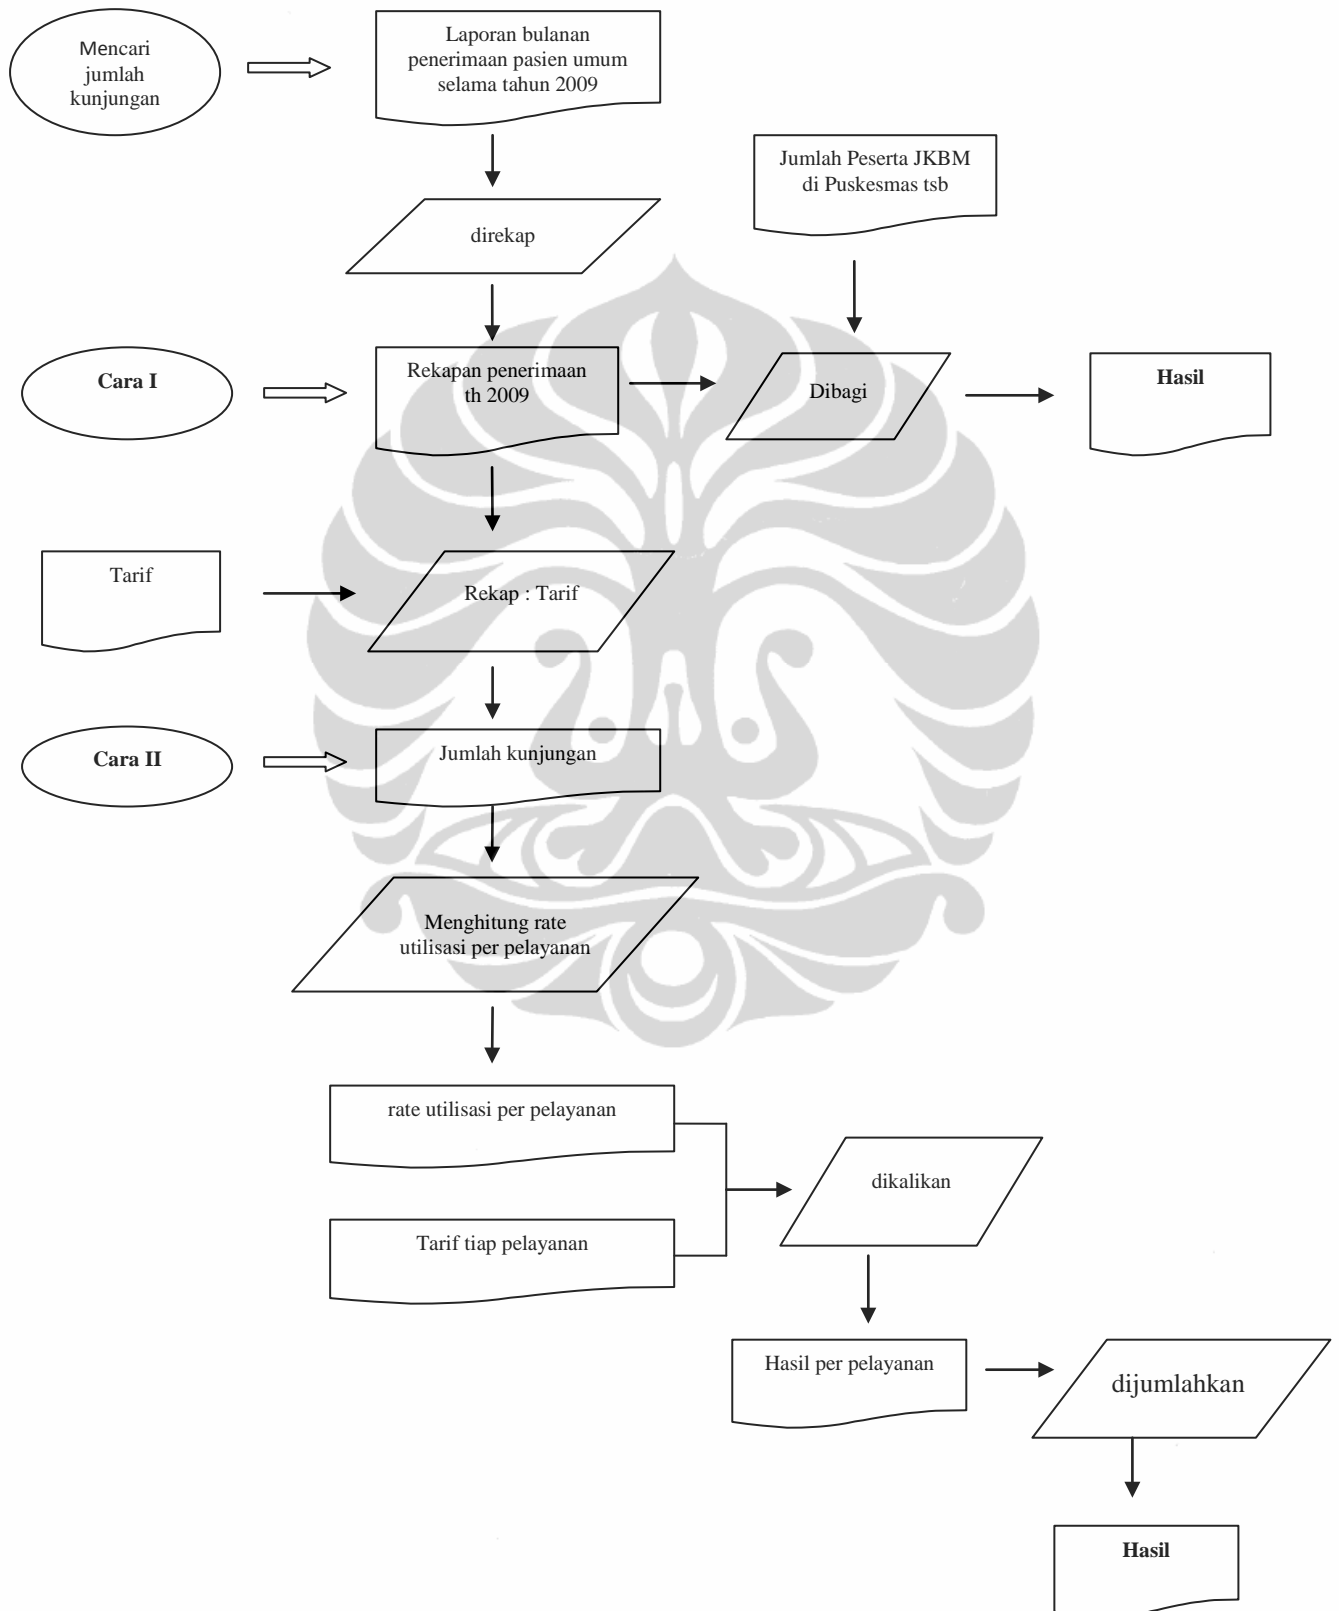 Mencari
jumlah
kunjungan
Laporan bulanan
penerimaan pasien umum
selama tahun 2009
Jumlah Peserta JKBM
di Puskesmas tsb
direkap
Cara I
Rekapan penerimaan
th 2009
Dibagi
Hasil
Tarif
Rekap : Tarif
Cara II
Jumlah kunjungan
Menghitung rate
utilisasi per pelayanan
rate utilisasi per pelayanan
dikalikan
Tarif tiap pelayanan
Hasil per pelayanan
dijumlahkan
Hasil